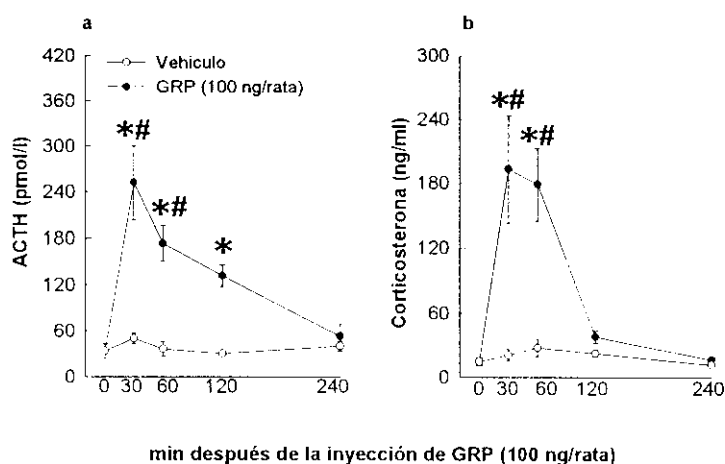 a
420
360
300
240
180
120
60
0
ACTH (pmol/l)
Vehiculo
GRP (100 ng/rata)
*#
*#
*
0 30 60 120 240
b
300
240
180
120
60
0
Corticosterona (ng/ml)
*#
*#
0 30 60 120 240
min después de la inyección de GRP (100 ng/rata)